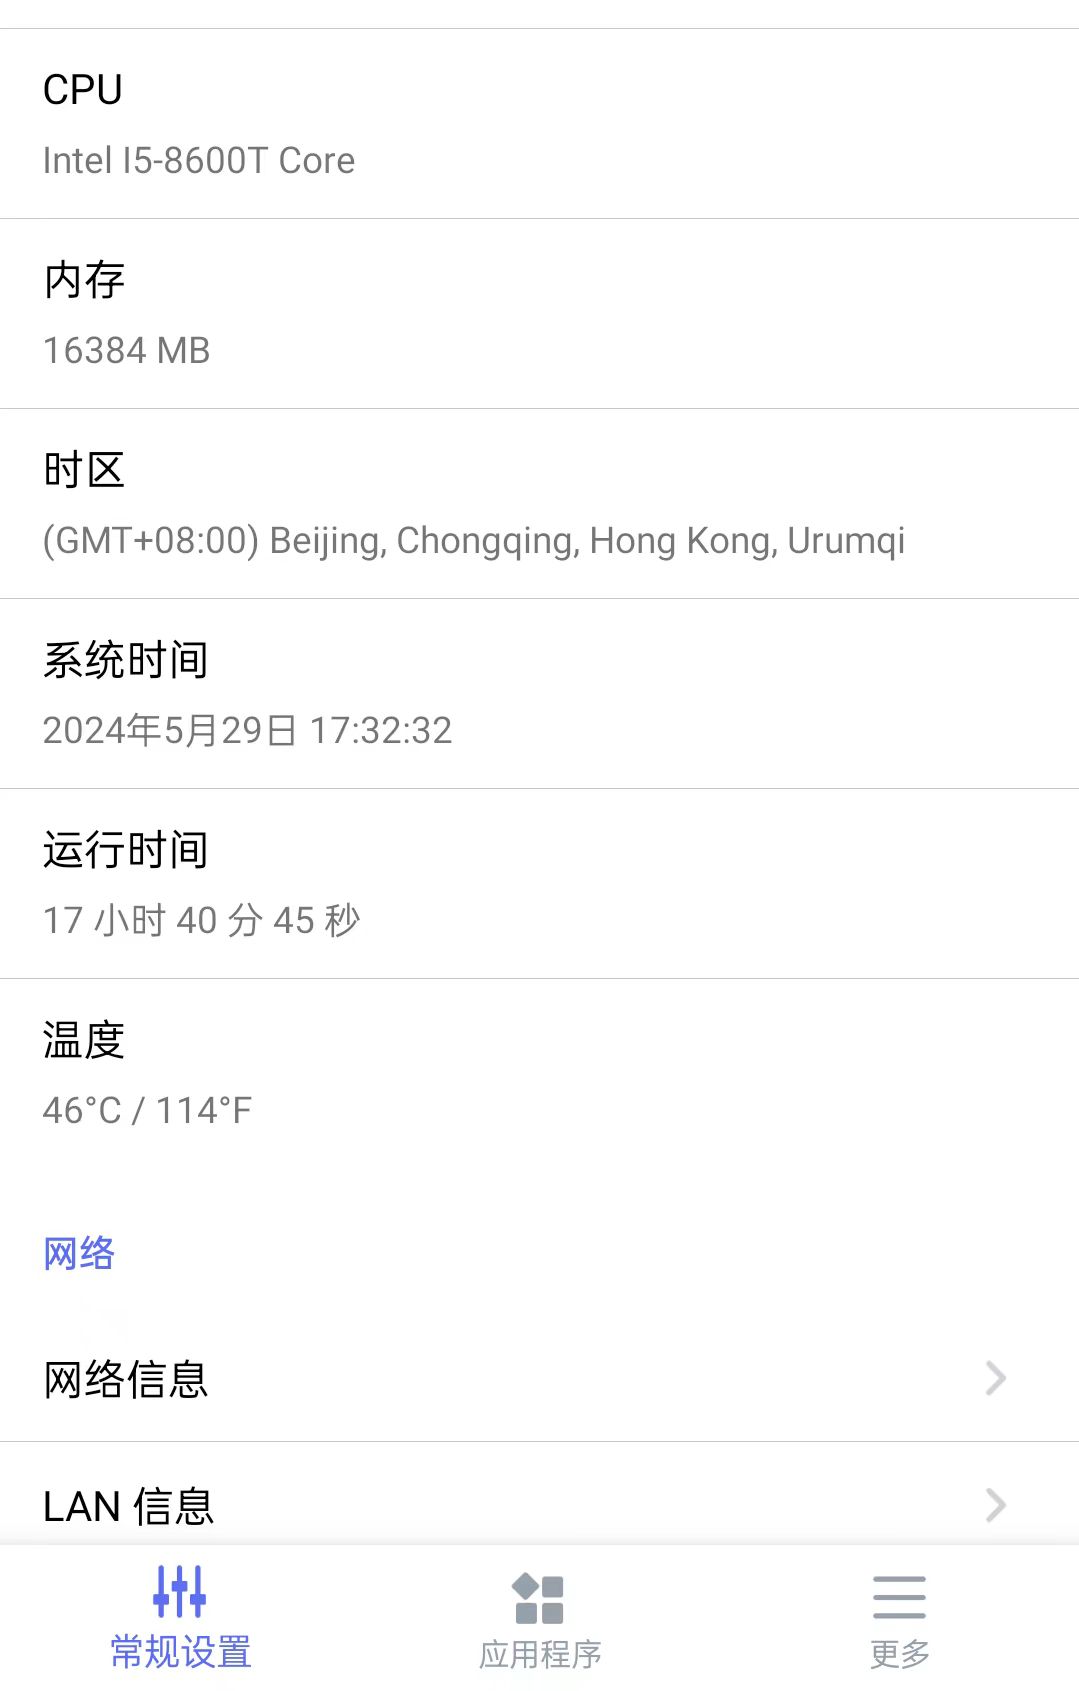 CPU
Intel I5-8600T Core
内存
16384 MB
时区
(GMT+08:00) Beijing, Chongqing, Hong Kong, Urumqi
系统时间
2024年5月29日 17:32:32
运行时间
17 小时 40 分 45 秒
温度
46°C / 114°F
网络
网络信息
LAN 信息
常规设置
应用程序
更多